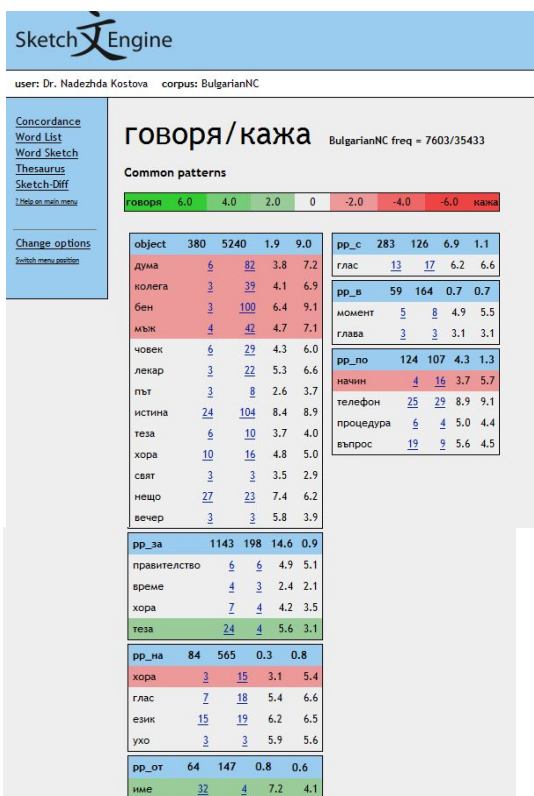 Sketch文Engine
user: Dr. Nadezhda Kostova corpus: BulgarianNC
Concordance
Word List
Word Sketch
Thesaurus
Sketch-Diff
? Help on main menu
Change options
Switch menu position
говоря/кажа BulgarianNC freq = 7603/35433
Common patterns
говоря 6.0 4.0 2.0 0 -2.0 -4.0 -6.0 кажа
object 380 5240 1.9 9.0
дума 6 82 3.8 7.2
колега 3 39 4.1 6.9
бен 3 100 6.4 9.1
мъж 4 42 4.7 7.1
човек 6 29 4.3 6.0
лекар 3 22 5.3 6.6
път 3 8 2.6 3.7
истина 24 104 8.4 8.9
теза 6 10 3.7 4.0
хора 10 16 4.8 5.0
свят 3 3 3.5 2.9
нещо 27 23 7.4 6.2
вечер 3 3 5.8 3.9
pp_за 1143 198 14.6 0.9
правителство 6 6 4.9 5.1
време 4 3 2.4 2.1
хора 7 4 4.2 3.5
теза 24 4 5.6 3.1
pp_на 84 565 0.3 0.8
хора 3 15 3.1 5.4
глас 7 18 5.4 6.6
език 15 19 6.2 6.5
ухо 3 3 5.9 5.6
pp_от 64 147 0.8 0.6
име 32 4 7.2 4.1
pp_с 283 126 6.9 1.1
глас 13 17 6.2 6.6
pp_в 59 164 0.7 0.7
момент 5 8 4.9 5.5
глава 3 3 3.1 3.1
pp_по 124 107 4.3 1.3
начин 4 16 3.7 5.7
телефон 25 29 8.9 9.1
процедура 6 4 5.0 4.4
въпрос 19 9 5.6 4.5